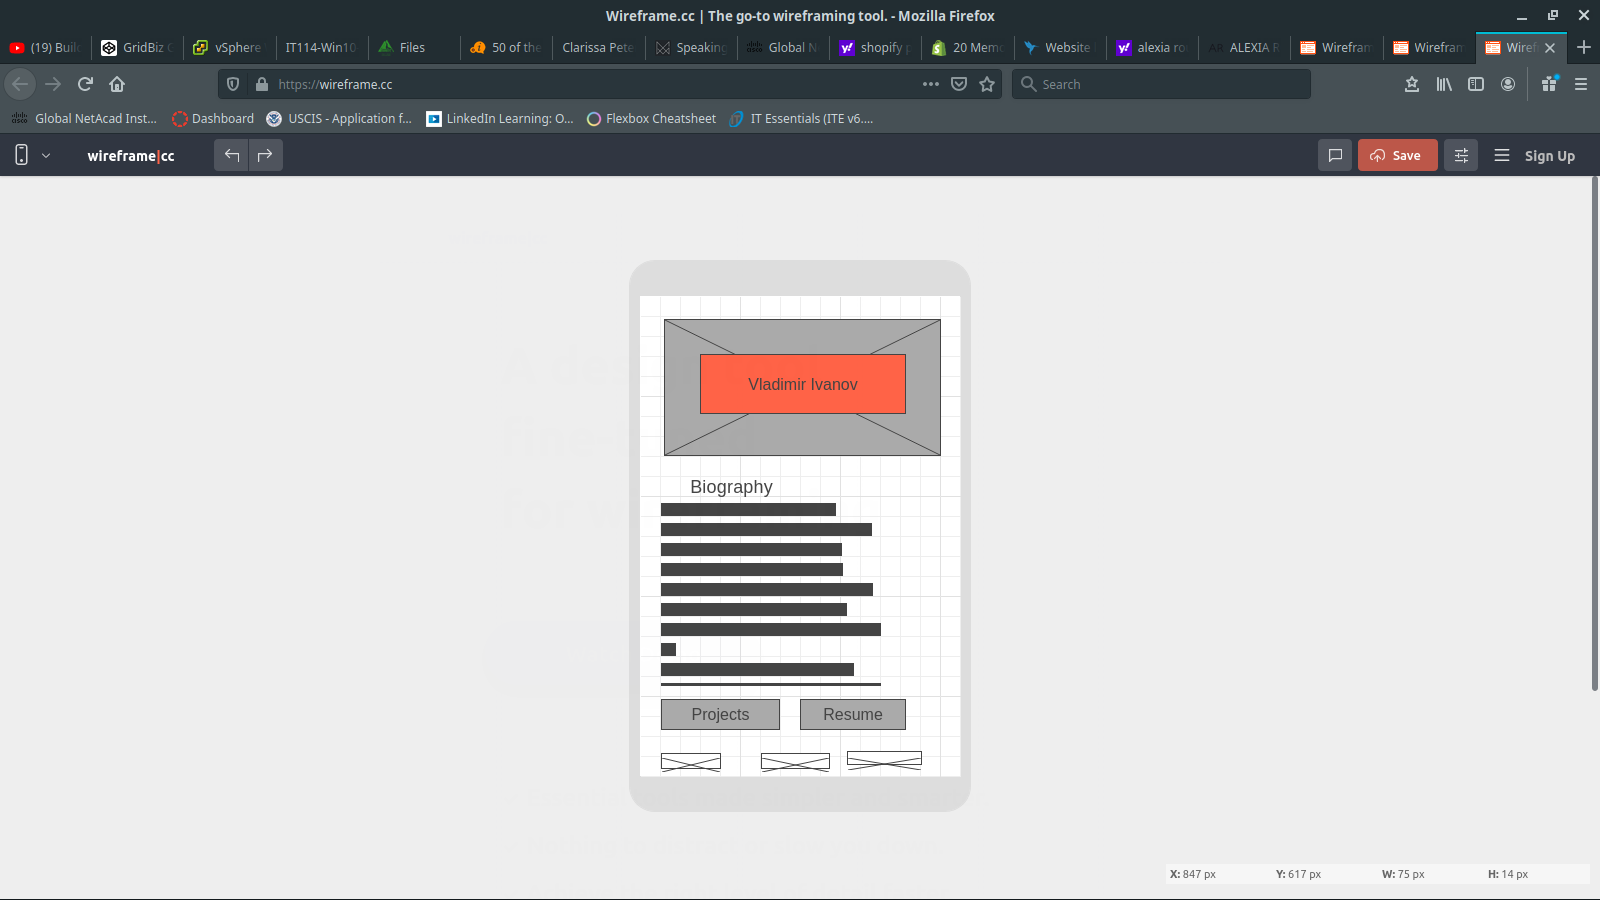 Wireframe.cc | The go-to wireframing tool. - Mozilla Firefox
(19) Buil
GridBiz
vSphere
IT114-Win10
Files
50 of the
Clarissa Pete
Speaking
Global N
shopify p
20 Memo
Website
alexia ro
ALEXIA R
Wirefram
Wirefram
Wiref
https://wireframe.cc
Search
Global NetAcad Inst...
Dashboard
USCIS - Application f...
LinkedIn Learning: O...
Flexbox Cheatsheet
IT Essentials (ITE v6....
wireframe|cc
Save
Sign Up
Vladimir Ivanov
Biography
Projects
Resume
X: 847 px
Y: 617 px
W: 75 px
H: 14 px